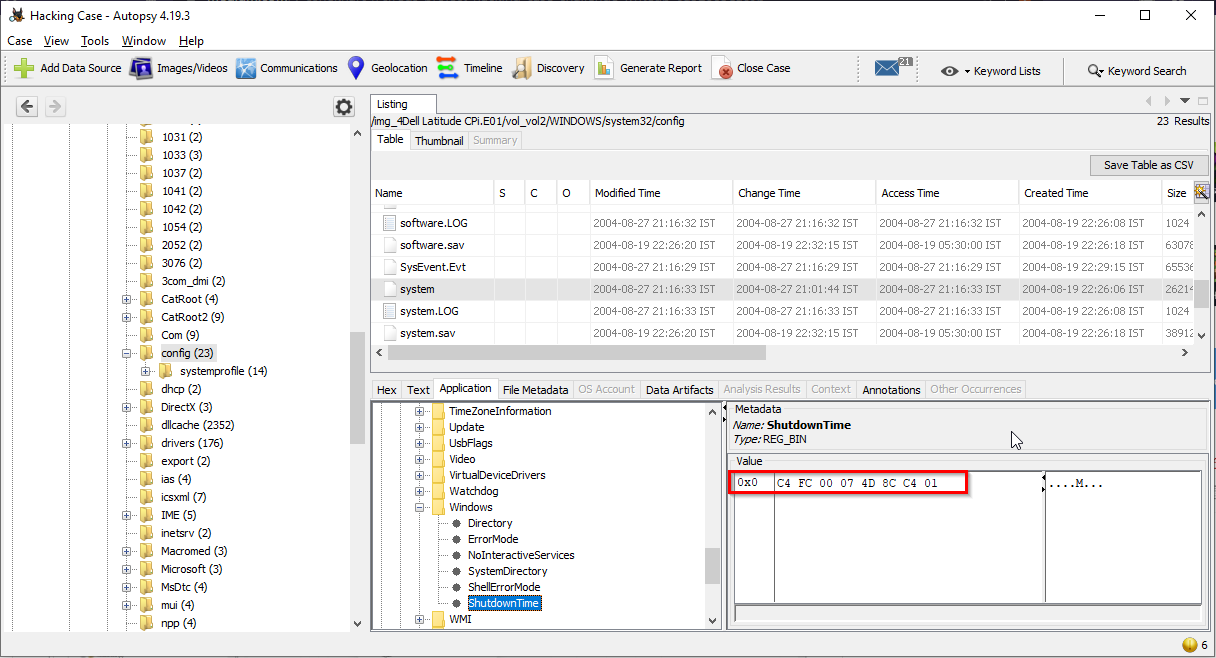 Hacking Case - Autopsy 4.19.3
Case View Tools Window Help
Add Data Source Images/Videos Communications Geolocation Timeline Discovery Generate Report Close Case 21 Keyword Lists Keyword Search
1031 (2)
1033 (3)
1037 (2)
1041 (2)
1042 (2)
1054 (2)
2052 (2)
3076 (2)
3com_dmi (2)
CatRoot (4)
CatRoot2 (9)
Com (9)
config (23)
systemprofile (14)
dhcp (2)
DirectX (3)
dllcache (2352)
drivers (176)
export (2)
ias (4)
icsxml (7)
IME (5)
inetsrv (2)
Macromed (3)
Microsoft (3)
MsDtc (4)
mui (4)
npp (4)
Listing
/img_4Dell Latitude CPi.E01/vol_vol2/WINDOWS/system32/config 23 Results
Table Thumbnail Summary
Save Table as CSV
Name S C O Modified Time Change Time Access Time Created Time Size
software.LOG 2004-08-27 21:16:32 IST 2004-08-27 21:16:32 IST 2004-08-27 21:16:32 IST 2004-08-19 22:26:08 IST 1024
software.sav 2004-08-19 22:26:20 IST 2004-08-19 22:32:15 IST 2004-08-19 05:30:00 IST 2004-08-19 22:26:18 IST 63078
SysEvent.Evt 2004-08-27 21:16:29 IST 2004-08-27 21:16:29 IST 2004-08-27 21:16:29 IST 2004-08-19 22:29:15 IST 65536
system 2004-08-27 21:16:33 IST 2004-08-27 21:01:44 IST 2004-08-27 21:16:33 IST 2004-08-19 22:26:06 IST 26214
system.LOG 2004-08-27 21:16:33 IST 2004-08-27 21:16:33 IST 2004-08-27 21:16:33 IST 2004-08-19 22:26:08 IST 1024
system.sav 2004-08-19 22:26:20 IST 2004-08-19 22:32:15 IST 2004-08-19 05:30:00 IST 2004-08-19 22:26:18 IST 38912
Hex Text Application File Metadata OS Account Data Artifacts Analysis Results Context Annotations Other Occurrences
TimeZoneInformation
Update
UsbFlags
Video
VirtualDeviceDrivers
Watchdog
Windows
Directory
ErrorMode
NoInteractiveServices
SystemDirectory
ShellErrorMode
ShutdownTime
WMI
Metadata
Name: ShutdownTime
Type: REG_BIN
Value
0x0 C4 FC 00 07 4D 8C C4 01 ....M...
6